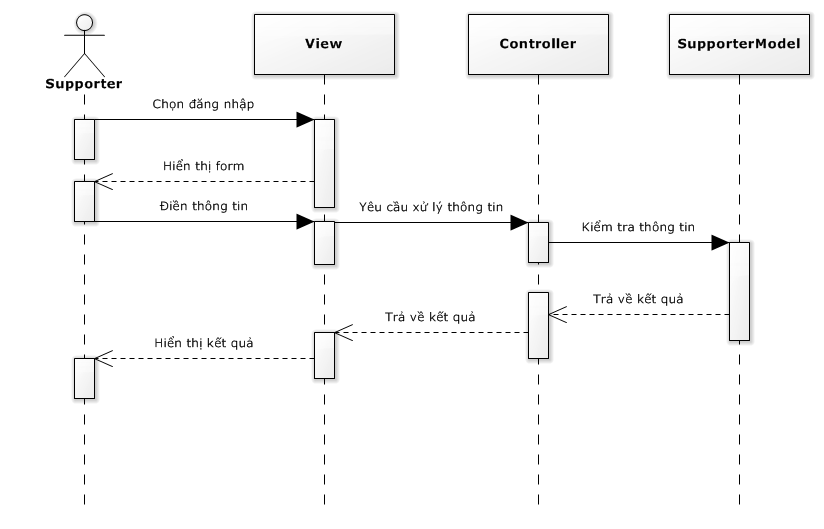 View
Controller
SupporterModel
Supporter
Chọn đăng nhập
Hiển thị form
Điền thông tin
Yêu cầu xử lý thông tin
Kiểm tra thông tin
Trả về kết quả
Trả về kết quả
Hiển thị kết quả